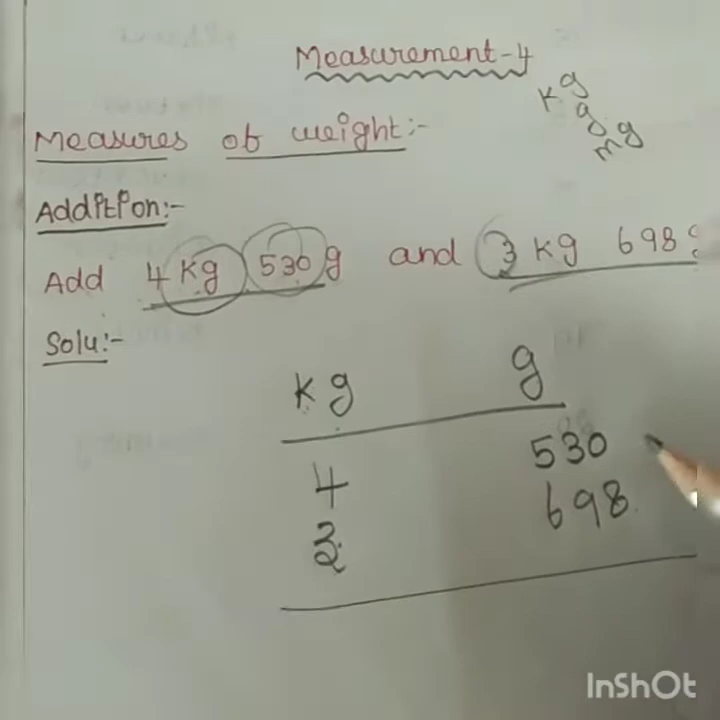 Measurement-4
kg
g
mg
Measures of weight:-
Addition:-
Add 4 kg 530 g and 3 kg 698 g
Solu:-
kg g
4 530
3 698
InShOt